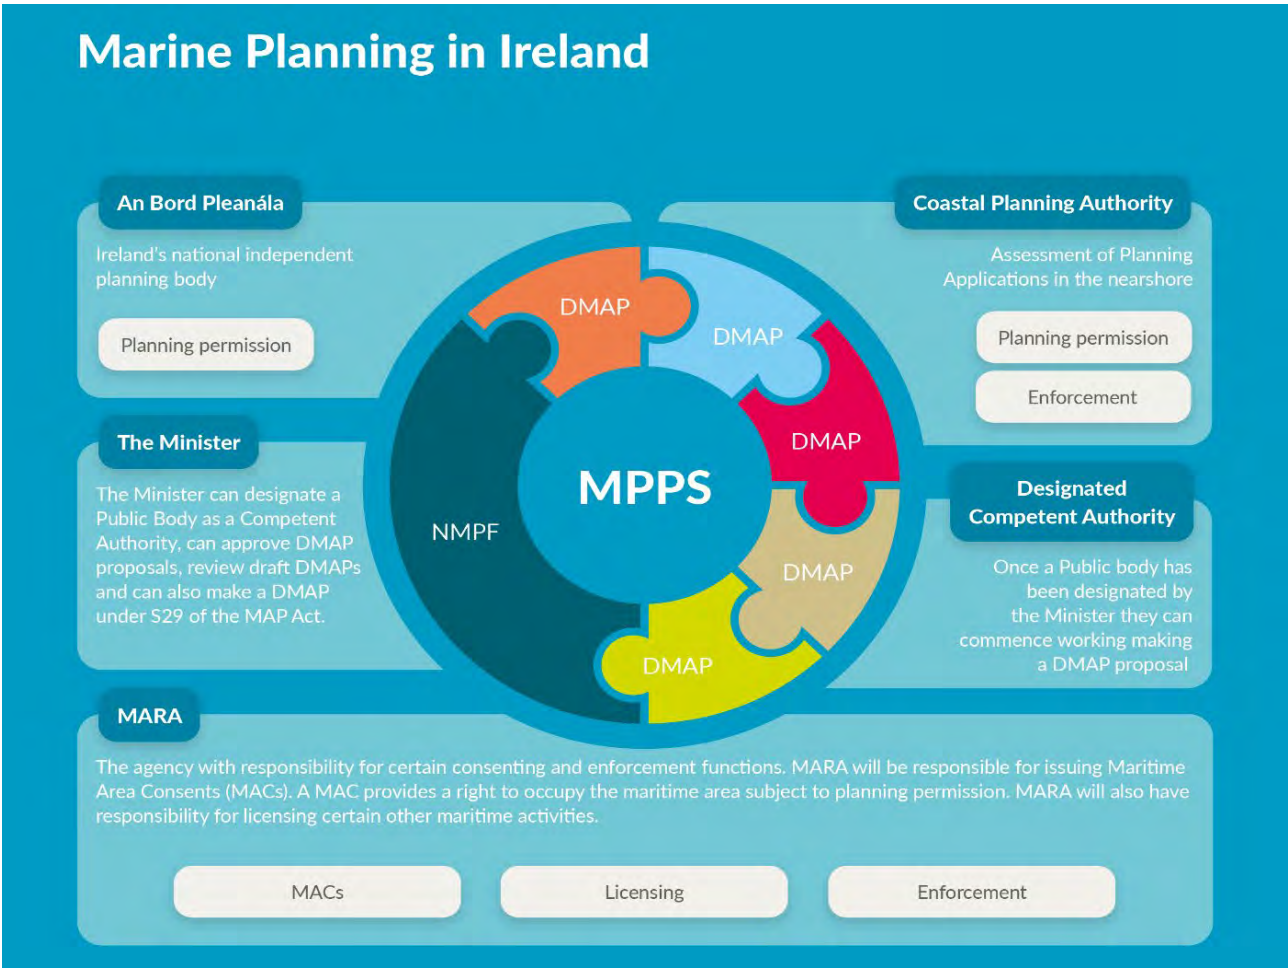 Marine Planning in Ireland
An Bord Pleanála
Ireland's national independent
planning body
Planning permission
The Minister
The Minister can designate a
Public Body as a Competent
Authority, can approve DMAP
proposals, review draft DMAPs
and can also make a DMAP
under S29 of the MAP Act.
DMAP
DMAP
DMAP
DMAP
DMAP
NMPF
MPPS
Coastal Planning Authority
Assessment of Planning
Applications in the nearshore
Planning permission
Enforcement
Designated
Competent Authority
Once a Public body has
been designated by
the Minister they can
commence working making
a DMAP proposal
MARA
The agency with responsibility for certain consenting and enforcement functions. MARA will be responsible for issuing Maritime
Area Consents (MACs). A MAC provides a right to occupy the maritime area subject to planning permission. MARA will also have
responsibility for licensing certain other maritime activities.
MACs
Licensing
Enforcement